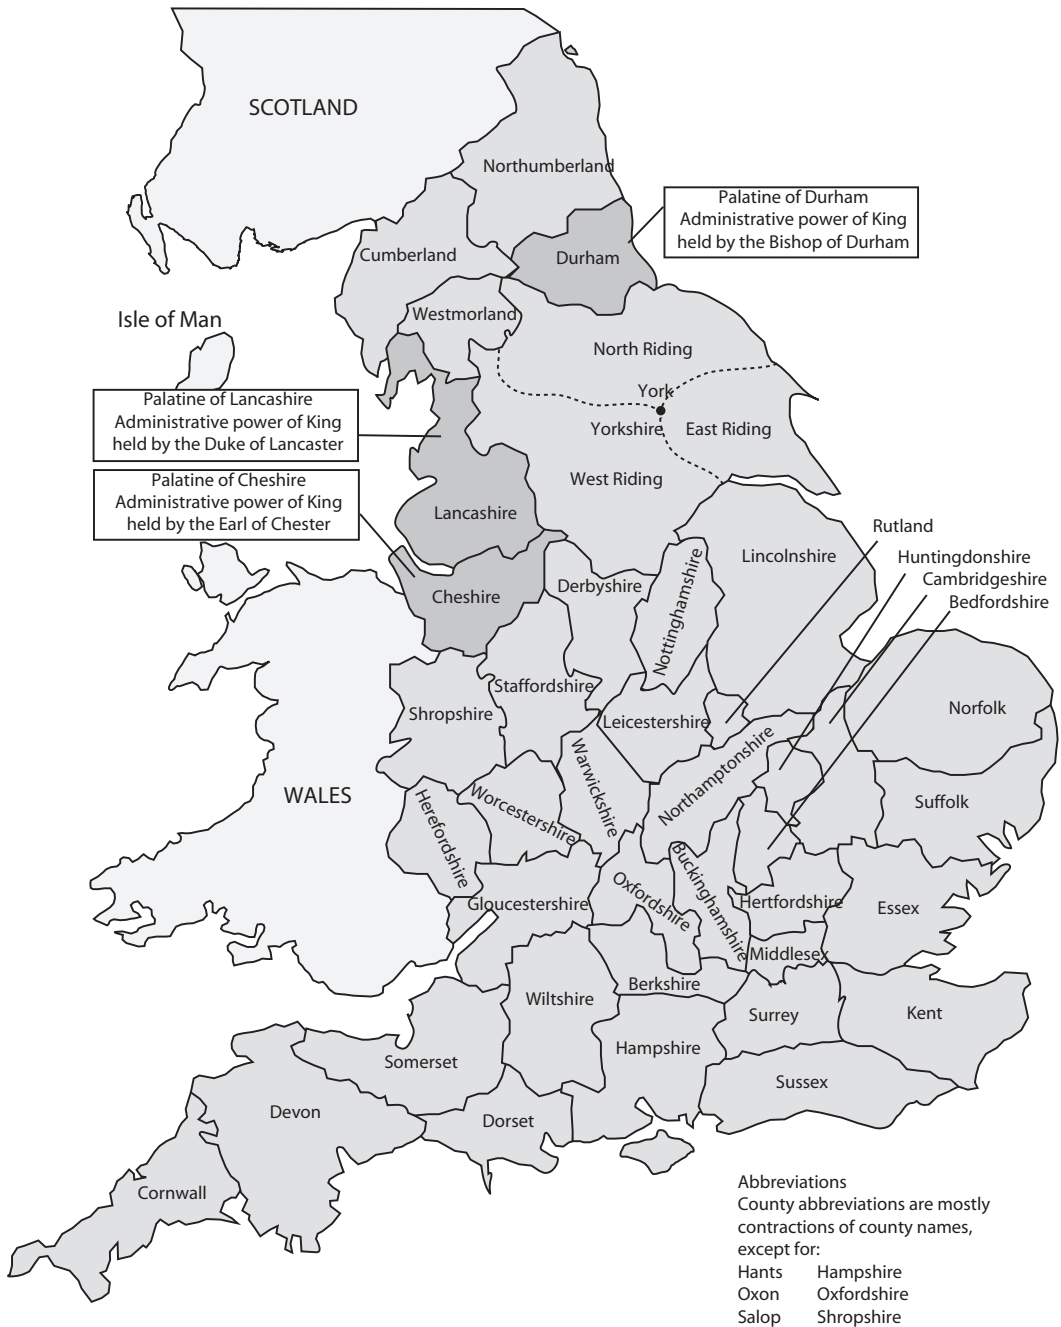 SCOTLAND
Northumberland
Palatine of Durham
Administrative power of King
held by the Bishop of Durham
Cumberland
Durham
Westmorland
Isle of Man
North Riding
York
Yorkshire
East Riding
West Riding
Palatine of Lancashire
Administrative power of King
held by the Duke of Lancaster
Palatine of Cheshire
Administrative power of King
held by the Earl of Chester
Lancashire
Rutland
Huntingdonshire
Cambridgeshire
Bedfordshire
Lincolnshire
Derbyshire
Cheshire
Nottinghamshire
Staffordshire
Shropshire
Leicestershire
Norfolk
WALES
Warwickshire
Northamptonshire
Suffolk
Herefordshire
Worcestershire
Buckinghamshire
Oxfordshire
Gloucestershire
Hertfordshire
Essex
Middlesex
Berkshire
Wiltshire
Surrey
Kent
Hampshire
Somerset
Sussex
Devon
Dorset
Cornwall
Abbreviations
County abbreviations are mostly
contractions of county names,
except for:
Hants Hampshire
Oxon Oxfordshire
Salop Shropshire